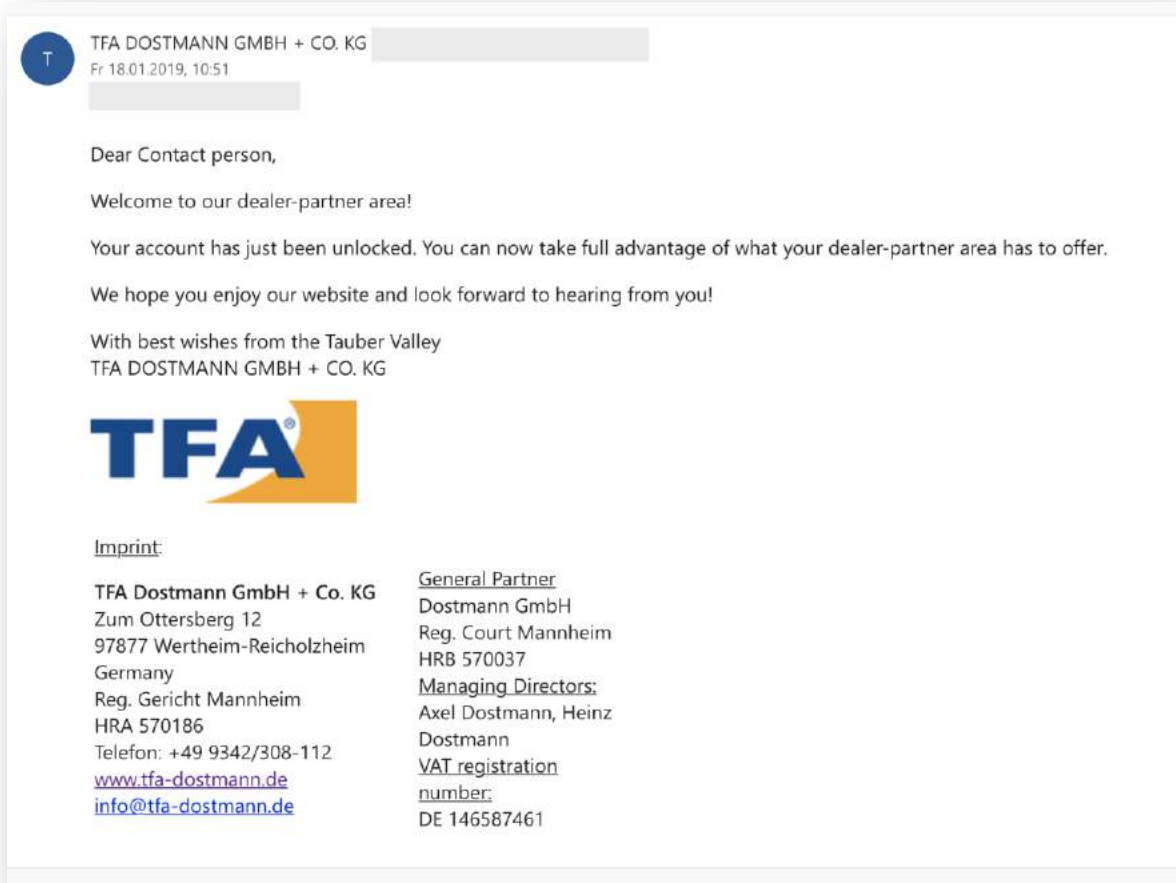 T
TFA DOSTMANN GMBH + CO. KG
Fr 18.01.2019, 10:51
Dear Contact person,
Welcome to our dealer-partner area!
Your account has just been unlocked. You can now take full advantage of what your dealer-partner area has to offer.
We hope you enjoy our website and look forward to hearing from you!
With best wishes from the Tauber Valley
TFA DOSTMANN GMBH + CO. KG
TFA®
Imprint:
TFA Dostmann GmbH + Co. KG
Zum Ottersberg 12
97877 Wertheim-Reicholzheim
Germany
Reg. Gericht Mannheim
HRA 570186
Telefon: +49 9342/308-112
www.tfa-dostmann.de
info@tfa-dostmann.de
General Partner
Dostmann GmbH
Reg. Court Mannheim
HRB 570037
Managing Directors:
Axel Dostmann, Heinz
Dostmann
VAT registration
number:
DE 146587461